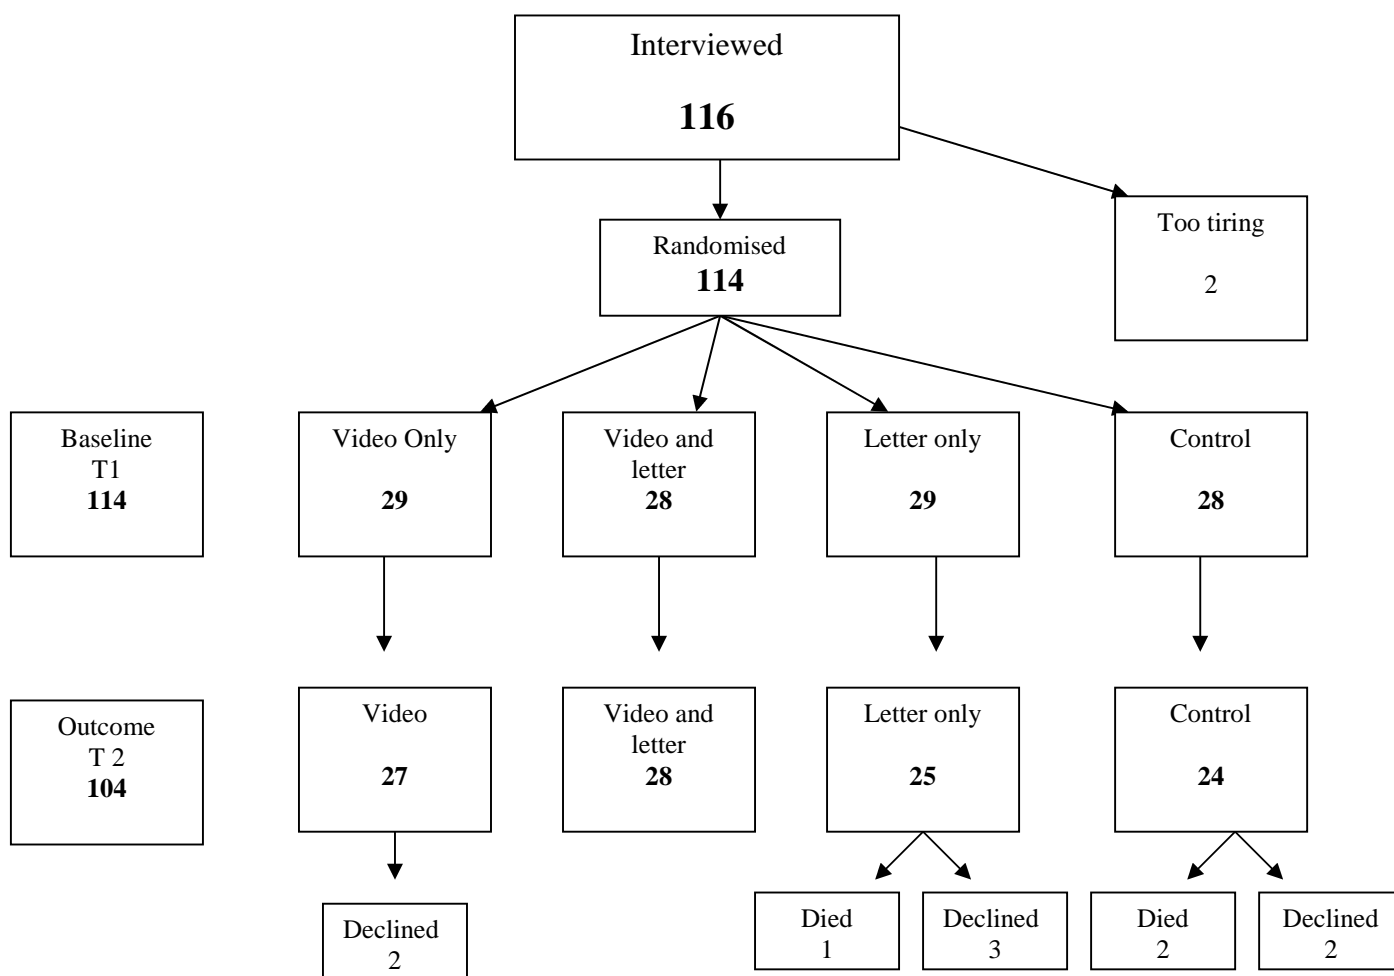 Interviewed
116
Too tiring
2
Randomised
114
Baseline
T1
114
Video Only
29
Video and
letter
28
Letter only
29
Control
28
Outcome
T 2
104
Video
27
Video and
letter
28
Letter only
25
Control
24
Declined
2
Died
1
Declined
3
Died
2
Declined
2